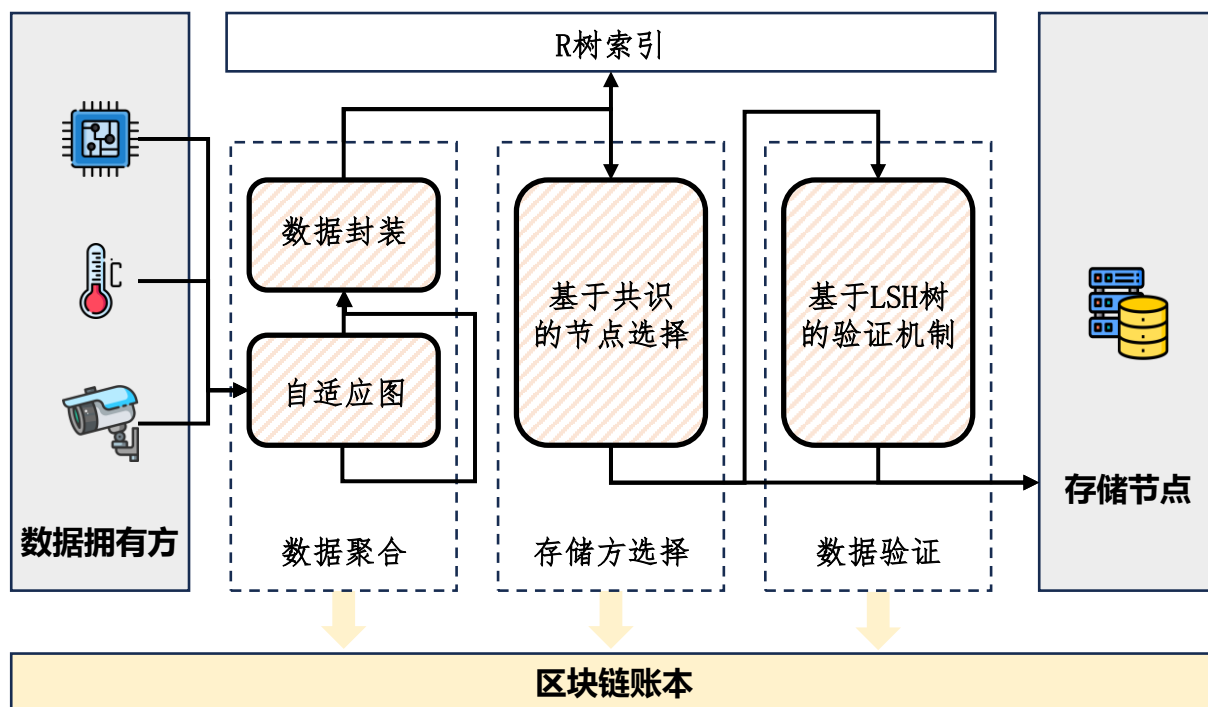 R树索引
数据封装
℃
自适应图
基于共识
的节点选择
基于LSH树
的验证机制
数据拥有方
数据聚合
存储方选择
数据验证
存储节点
区块链账本